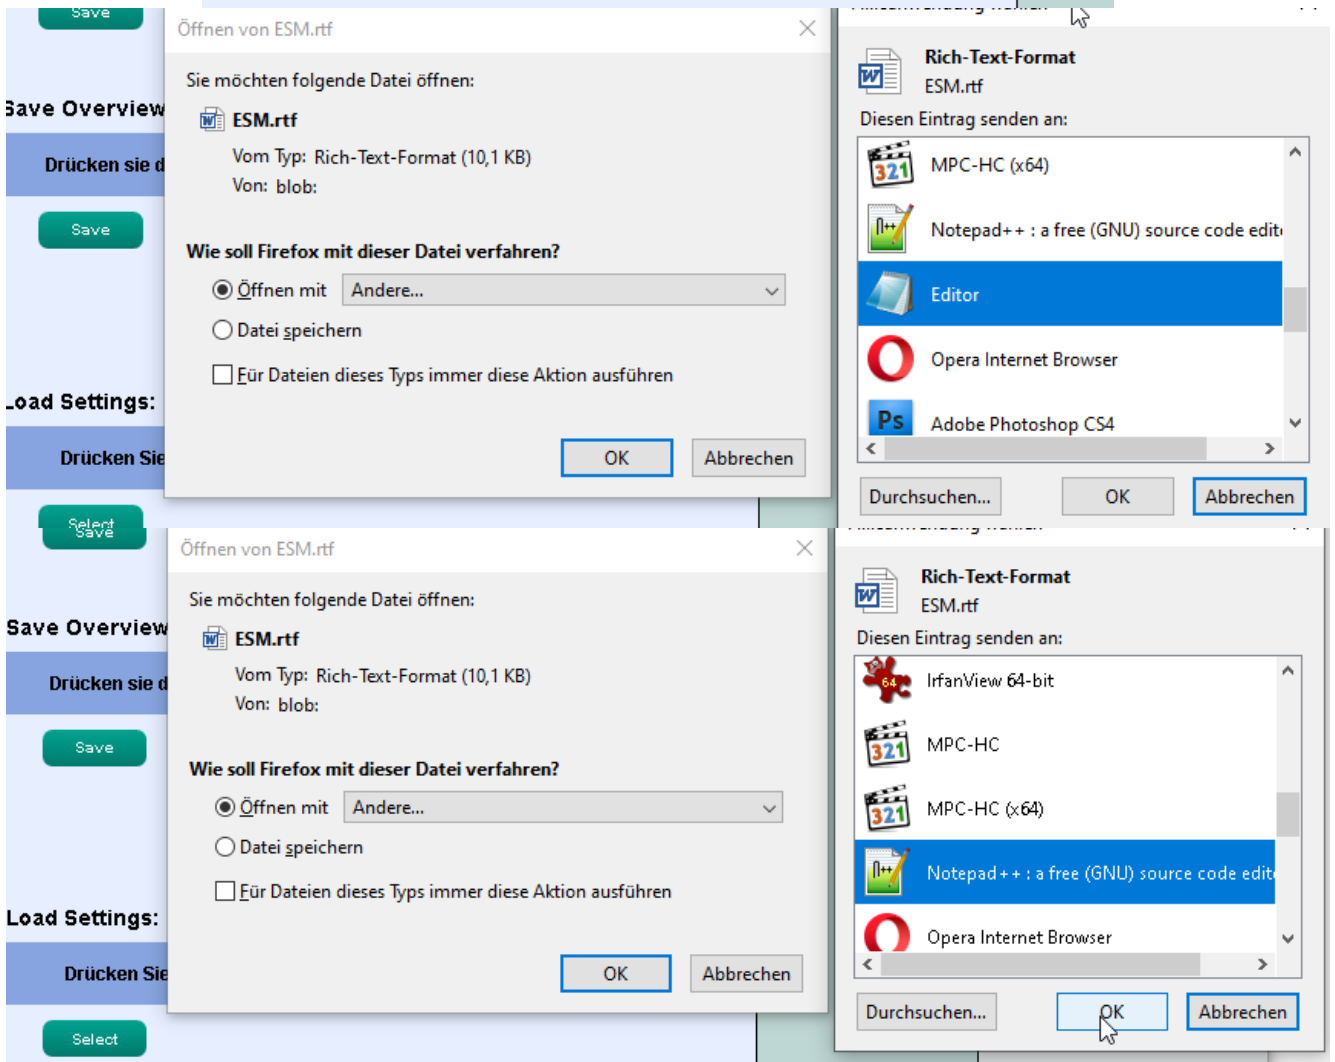 Save
Öffnen von ESM.rtf
Rich-Text-Format
ESM.rtf
Sie möchten folgende Datei öffnen:
Diesen Eintrag senden an:
Save Overview
ESM.rtf
MPC-HC (x64)
Drücken sie d
Vom Typ: Rich-Text-Format (10,1 KB)
Von: blob:
Save
Notepad++ : a free (GNU) source code edit
Wie soll Firefox mit dieser Datei verfahren?
Öffnen mit Andere...
Editor
Datei speichern
Opera Internet Browser
Für Dateien dieses Typs immer diese Aktion ausführen
Load Settings:
Ps Adobe Photoshop CS4
Drücken Sie
OK Abbrechen
Durchsuchen... OK Abbrechen
Select
Save
Öffnen von ESM.rtf
Rich-Text-Format
ESM.rtf
Sie möchten folgende Datei öffnen:
Diesen Eintrag senden an:
Save Overview
ESM.rtf
64 IrfanView 64-bit
Drücken sie d
Vom Typ: Rich-Text-Format (10,1 KB)
Von: blob:
Save
321 MPC-HC
Wie soll Firefox mit dieser Datei verfahren?
Öffnen mit Andere...
321 MPC-HC (x64)
Datei speichern
Notepad++ : a free (GNU) source code edit
Für Dateien dieses Typs immer diese Aktion ausführen
Load Settings:
Opera Internet Browser
Drücken Sie
OK Abbrechen
Durchsuchen... OK Abbrechen
Select